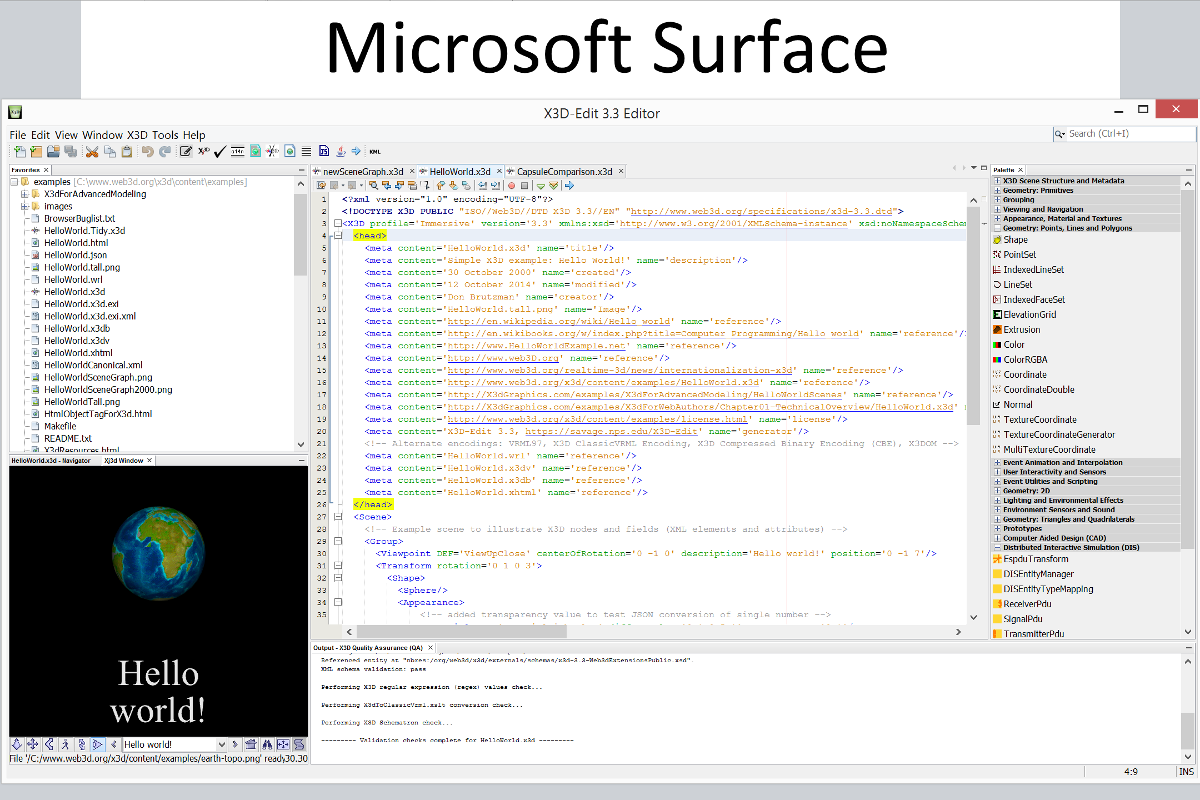 Microsoft Surface
X3D-Edit 3.3 Editor
File Edit View Window X3D Tools Help
Search (Ctrl+I)
Favorites
examples [C:\www.web3d.org\x3d\content\examples]
X3dForAdvancedModeling
images
BrowserBuglist.txt
HelloWorld.Tidy.x3d
HelloWorld.html
HelloWorld.json
HelloWorld.tall.png
HelloWorld.wrl
HelloWorld.x3d
HelloWorld.x3d.exi
HelloWorld.x3d.exi.xml
HelloWorld.x3db
HelloWorld.x3dv
HelloWorld.xhtml
HelloWorldCanonical.xml
HelloWorldSceneGraph.png
HelloWorldSceneGraph2000.png
HelloWorldTall.png
HtmlObjectTagForX3d.html
Makefile
README.txt
X3dResources.html
HelloWorld.x3d - Navigator Xj3D Window
Hello
world!
Hello world!
File '/C:/www.web3d.org/x3d/content/examples/earth-topo.png' ready30.30
newSceneGraph.x3d HelloWorld.x3d CapsuleComparison.x3d
1 <?xml version="1.0" encoding="UTF-8"?>
2 <!DOCTYPE X3D PUBLIC "ISO//Web3D//DTD X3D 3.3//EN" "http://www.web3d.org/specifications/x3d-3.3.dtd">
3 <X3D profile='Immersive' version='3.3' xmlns:xsd='http://www.w3.org/2001/XMLSchema-instance' xsd:noNamespaceSchem
4 <head>
5 <meta content='HelloWorld.x3d' name='title'/>
6 <meta content='Simple X3D example: Hello World!' name='description'/>
7 <meta content='30 October 2000' name='created'/>
8 <meta content='12 October 2014' name='modified'/>
9 <meta content='Don Brutzman' name='creator'/>
10 <meta content='HelloWorld.tall.png' name='Image'/>
11 <meta content='http://en.wikipedia.org/wiki/Hello_world' name='reference'/>
12 <meta content='http://en.wikibooks.org/w/index.php?title=Computer_Programming/Hello_world' name='reference'/>
13 <meta content='http://www.HelloWorldExample.net' name='reference'/>
14 <meta content='http://www.web3D.org' name='reference'/>
15 <meta content='http://www.web3d.org/realtime-3d/news/internationalization-x3d' name='reference'/>
16 <meta content='http://www.web3d.org/x3d/content/examples/HelloWorld.x3d' name='reference'/>
17 <meta content='http://X3dGraphics.com/examples/X3dForAdvancedModeling/HelloWorldScenes' name='reference'/>
18 <meta content='http://X3dGraphics.com/examples/X3dForWebAuthors/Chapter01-TechnicalOverview/HelloWorld.x3d'
19 <meta content='http://www.web3d.org/x3d/content/examples/license.html' name='license'/>
20 <meta content='X3D-Edit 3.3, https://savage.nps.edu/X3D-Edit' name='generator'/>
21 <!-- Alternate encodings: VRML97, X3D ClassicVRML Encoding, X3D Compressed Binary Encoding (CBE), X3DOM -->
22 <meta content='HelloWorld.wrl' name='reference'/>
23 <meta content='HelloWorld.x3dv' name='reference'/>
24 <meta content='HelloWorld.x3db' name='reference'/>
25 <meta content='HelloWorld.xhtml' name='reference'/>
26 </head>
27 <Scene>
28 <!-- Example scene to illustrate X3D nodes and fields (XML elements and attributes) -->
29 <Group>
30 <Viewpoint DEF='ViewUpClose' centerOfRotation='0 -1 0' description='Hello world!' position='0 -1 7'/>
31 <Transform rotation='0 1 0 3'>
32 <Shape>
33 <Sphere/>
34 <Appearance>
35 <!-- added transparency value to test JSON conversion of single number -->
Output - X3D Quality Assurance (QA)
XML schema validation: pass
Performing X3D regular expression (regex) values check...
Performing X3dToClassicVrml.xslt conversion check...
Performing X3D Schematron check...
--------- Validation checks complete for HelloWorld.x3d ---------
Palette
X3D Scene Structure and Metadata
Geometry: Primitives
Grouping
Viewing and Navigation
Appearance, Material and Textures
Geometry: Points, Lines and Polygons
Shape
PointSet
IndexedLineSet
LineSet
IndexedFaceSet
ElevationGrid
Extrusion
Color
ColorRGBA
Coordinate
CoordinateDouble
Normal
TextureCoordinate
TextureCoordinateGenerator
MultiTextureCoordinate
Event Animation and Interpolation
User Interactivity and Sensors
Event Utilities and Scripting
Geometry: 2D
Lighting and Environmental Effects
Environment Sensors and Sound
Geometry: Triangles and Quadrilaterals
Prototypes
Computer Aided Design (CAD)
Distributed Interactive Simulation (DIS)
EspduTransform
DISEntityManager
DISEntityTypeMapping
ReceiverPdu
SignalPdu
TransmitterPdu
4:9 INS